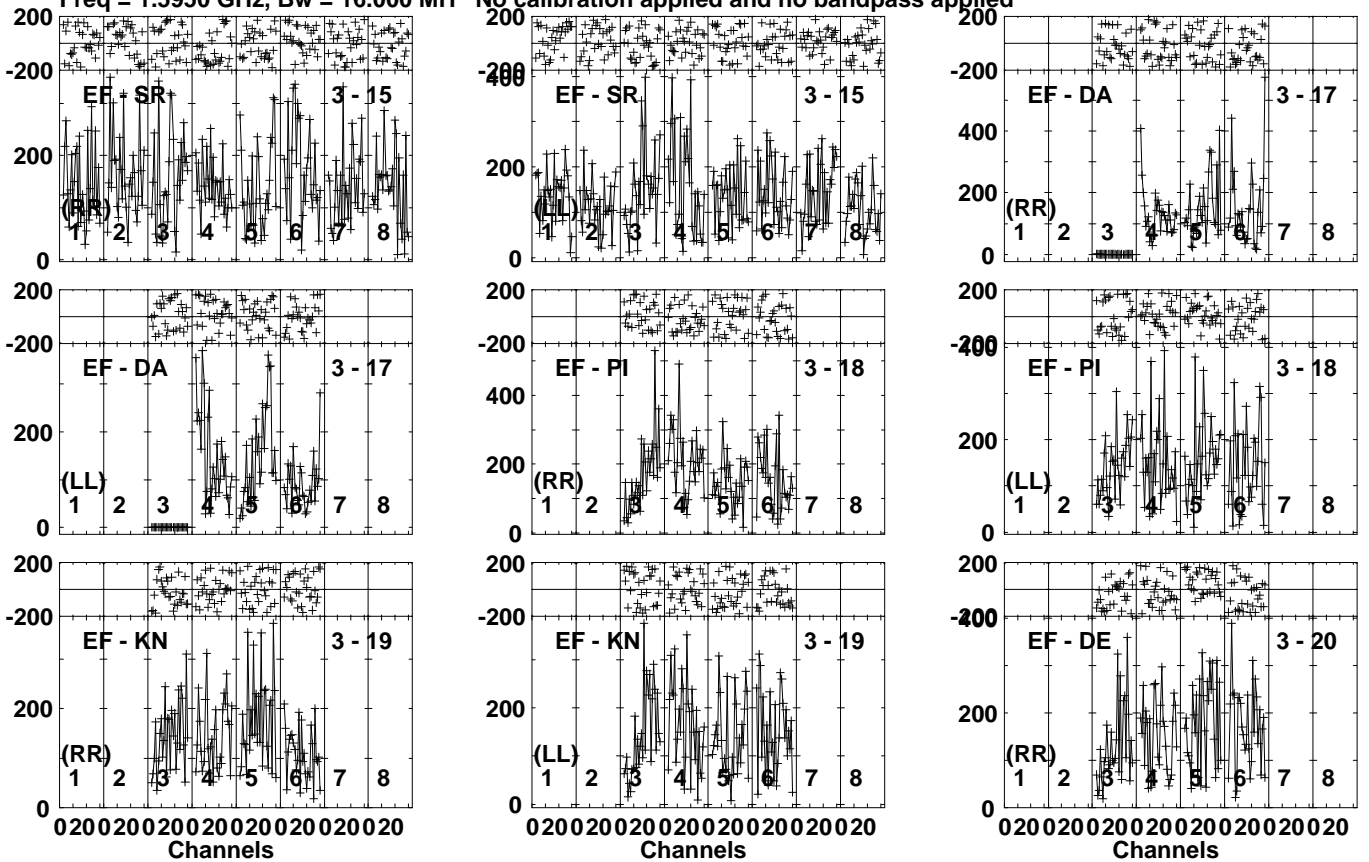 Freq = 1.5950 GHz, Bw = 16.000 MH No calibration applied and no bandpass applied
200 200 200
-200 -200 -200
EF - SR 3 - 15 400 EF - SR 3 - 15 EF - DA 3 - 17
400
200 200 200
(RR) (LL) (RR)
1 2 3 4 5 6 7 8 1 2 3 4 5 6 7 8 1 2 3 4 5 6 7 8
0 0 0
200 200 200
-200 -200 -200
400
EF - DA 3 - 17 EF - PI 3 - 18 EF - PI 3 - 18
400
200 200 200
(LL) (RR) (LL)
1 2 3 4 5 6 7 8 1 2 3 4 5 6 7 8 1 2 3 4 5 6 7 8
0 0 0
200 200 200
-200 -200 -200
400
EF - KN 3 - 19 EF - KN 3 - 19 EF - DE 3 - 20
200 200 200
(RR) (LL) (RR)
1 2 3 4 5 6 7 8 1 2 3 4 5 6 7 8 1 2 3 4 5 6 7 8
0 0 0
0 20 0 20 0 20 0 20 0 20 0 20 0 20 0 20 0 20 0 20 0 20 0 20 0 20 0 20 0 20 0 20 0 20 0 20 0 20 0 20 0 20 0 20 0 20 0 20
Channels Channels Channels